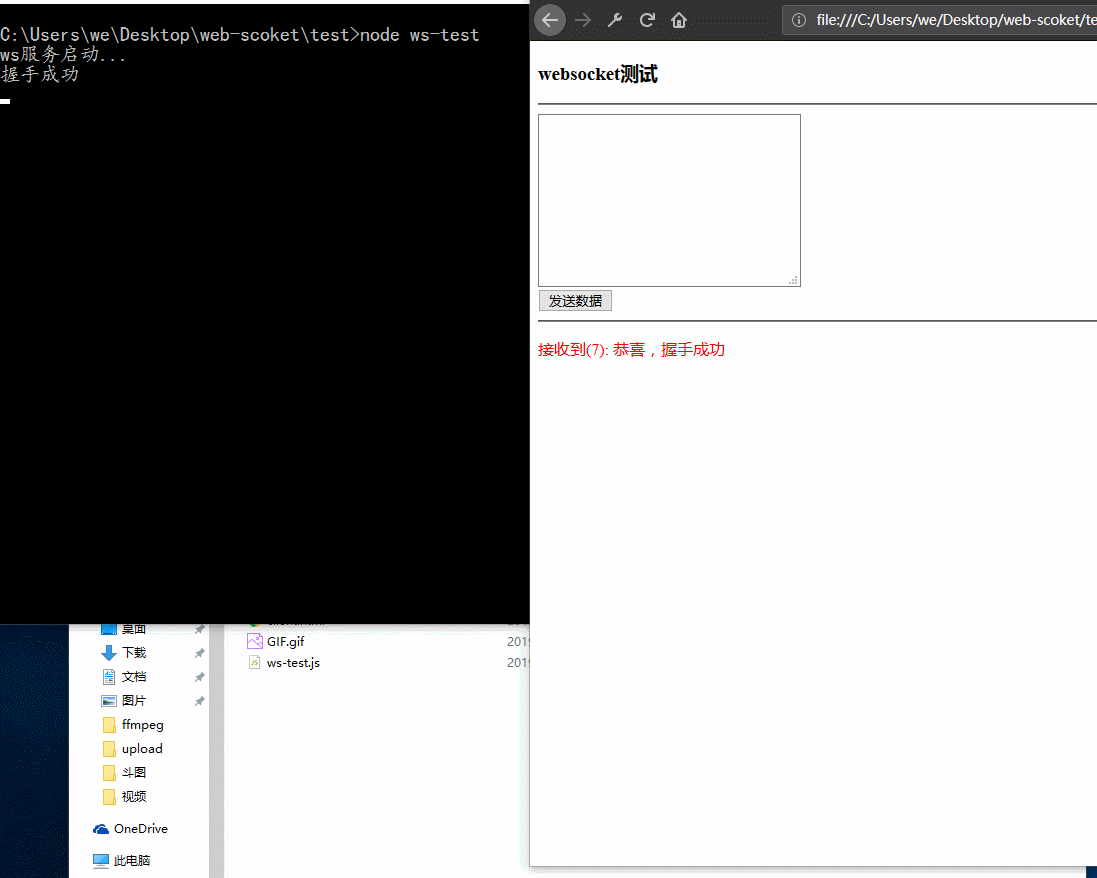 C:\Users\we\Desktop\web-scoket\test>node ws-test
ws服务启动...
握手成功
file:///C:/Users/we/Desktop/web-scoket/te
websocket测试
发送数据
接收到(7): 恭喜，握手成功
桌面
下载
文档
图片
ffmpeg
upload
斗图
视频
OneDrive
此电脑
GIF.gif
201
ws-test.js
201